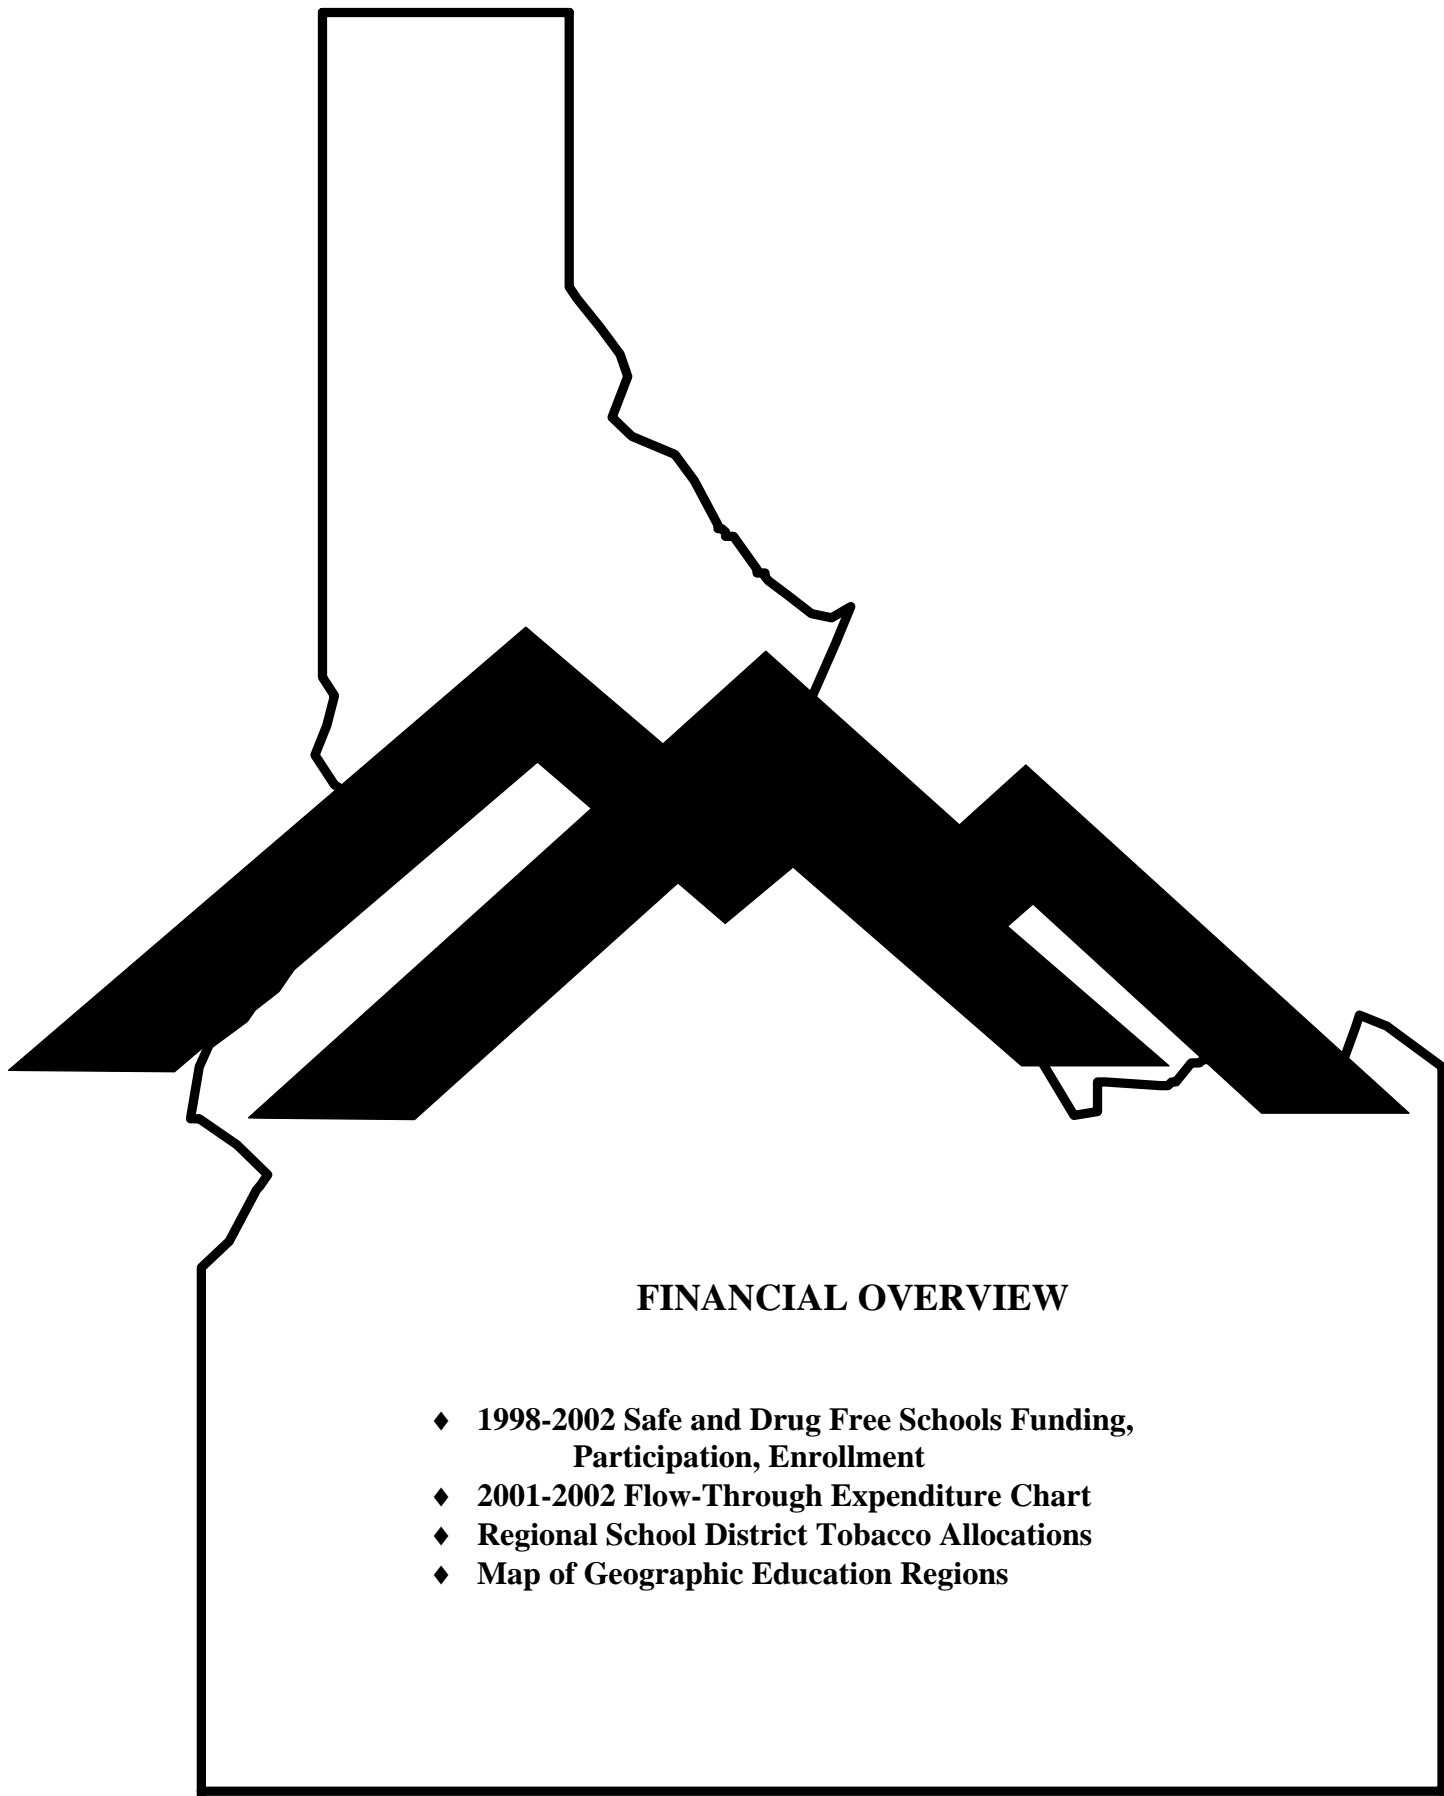 FINANCIAL OVERVIEW
♦ 1998-2002 Safe and Drug Free Schools Funding,
Participation, Enrollment
♦ 2001-2002 Flow-Through Expenditure Chart
♦ Regional School District Tobacco Allocations
♦ Map of Geographic Education Regions